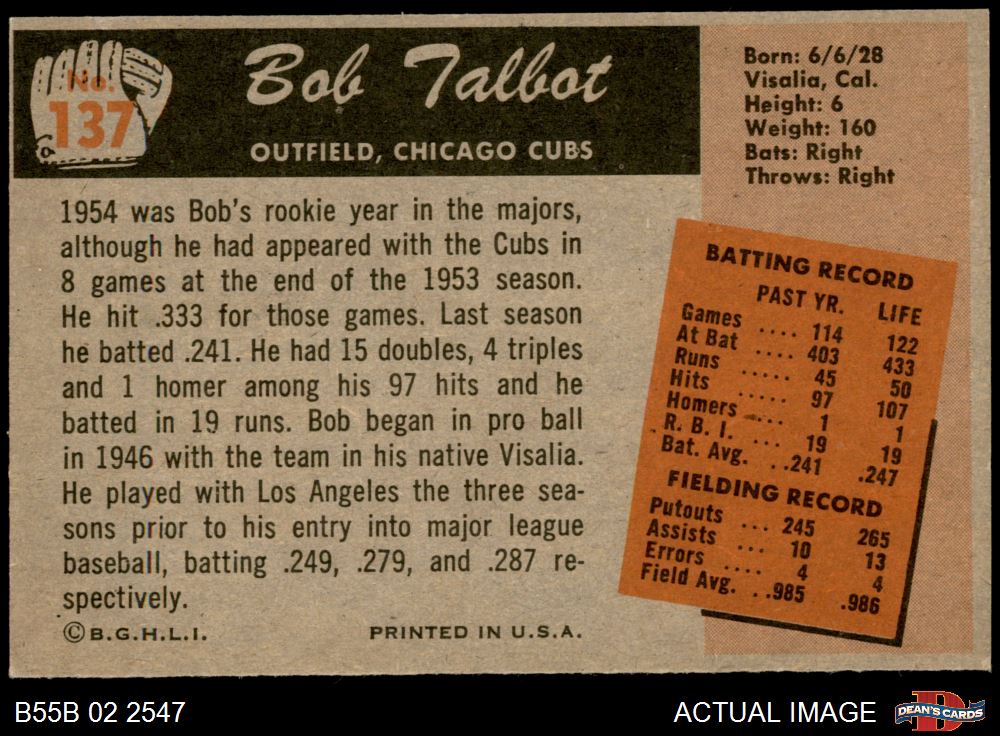 No.
137
Bob Talbot
OUTFIELD, CHICAGO CUBS
Born: 6/6/28
Visalia, Cal.
Height: 6
Weight: 160
Bats: Right
Throws: Right
1954 was Bob's rookie year in the majors,
although he had appeared with the Cubs in
8 games at the end of the 1953 season.
He hit .333 for those games. Last season
he batted .241. He had 15 doubles, 4 triples
and 1 homer among his 97 hits and he
batted in 19 runs. Bob began in pro ball
in 1946 with the team in his native Visalia.
He played with Los Angeles the three sea-
sons prior to his entry into major league
baseball, batting .249, .279, and .287 re-
spectively.
© B.G.H.L.I. PRINTED IN U.S.A.
BATTING RECORD
PAST YR. LIFE
Games .... 114 122
At Bat .... 403 433
Runs ..... 45 50
Hits ..... 97 107
Homers .... 1 1
R. B. I. ... 19 19
Bat. Avg. . .241 .247
FIELDING RECORD
Putouts ... 245 265
Assists ... 10 13
Errors .... 4 4
Field Avg. . .985 .986
B55B 02 2547
ACTUAL IMAGE
DEAN'S CARDS